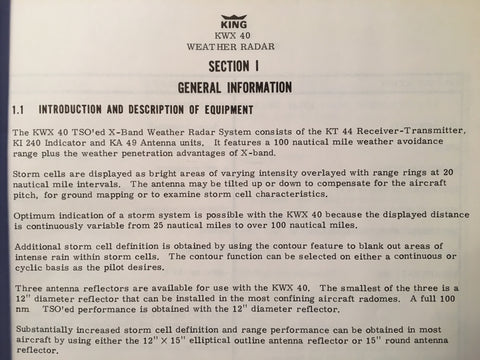 KING
KWX 40
WEATHER RADAR
SECTION I
GENERAL INFORMATION
1.1 INTRODUCTION AND DESCRIPTION OF EQUIPMENT
The KWX 40 TSO'ed X-Band Weather Radar System consists of the KT 44 Receiver-Transmitter,
KI 240 Indicator and KA 49 Antenna units. It features a 100 nautical mile weather avoidance
range plus the weather penetration advantages of X-band.
Storm cells are displayed as bright areas of varying intensity overlayed with range rings at 20
nautical mile intervals. The antenna may be tilted up or down to compensate for the aircraft
pitch, for ground mapping or to examine storm cell characteristics.
Optimum indication of a storm system is possible with the KWX 40 because the displayed distance
is continuously variable from 25 nautical miles to over 100 nautical miles.
Additional storm cell definition is obtained by using the contour feature to blank out areas of
intense rain within storm cells. The contour function can be selected on either a continuous or
cyclic basis as the pilot desires.
Three antenna reflectors are available for use with the KWX 40. The smallest of the three is a
12" diameter reflector that can be installed in the most confining aircraft radomes. A full 100
nm TSO'ed performance is obtained with the 12" diameter reflector.
Substantially increased storm cell definition and range performance can be obtained in most
aircraft by using either the 12" X 15" elliptical outline antenna reflector or 15" round antenna
reflector.